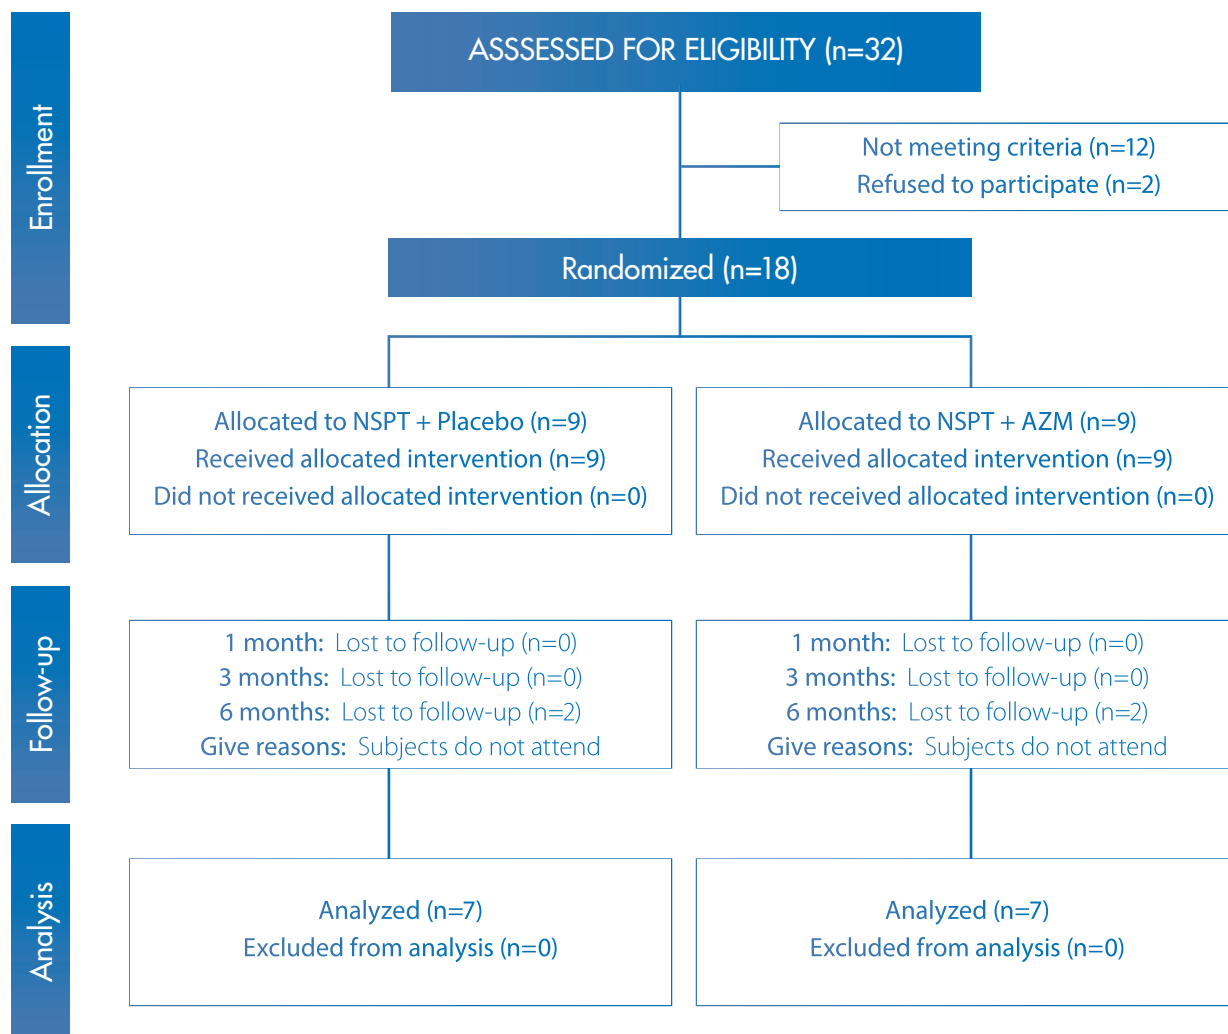 Enrollment
ASSSESSED FOR ELIGIBILITY (n=32)
Not meeting criteria (n=12)
Refused to participate (n=2)
Randomized (n=18)
Allocation
Allocated to NSPT + Placebo (n=9)
Received allocated intervention (n=9)
Did not received allocated intervention (n=0)
Allocated to NSPT + AZM (n=9)
Received allocated intervention (n=9)
Did not received allocated intervention (n=0)
Follow-up
1 month: Lost to follow-up (n=0)
3 months: Lost to follow-up (n=0)
6 months: Lost to follow-up (n=2)
Give reasons: Subjects do not attend
1 month: Lost to follow-up (n=0)
3 months: Lost to follow-up (n=0)
6 months: Lost to follow-up (n=2)
Give reasons: Subjects do not attend
Analysis
Analyzed (n=7)
Excluded from analysis (n=0)
Analyzed (n=7)
Excluded from analysis (n=0)